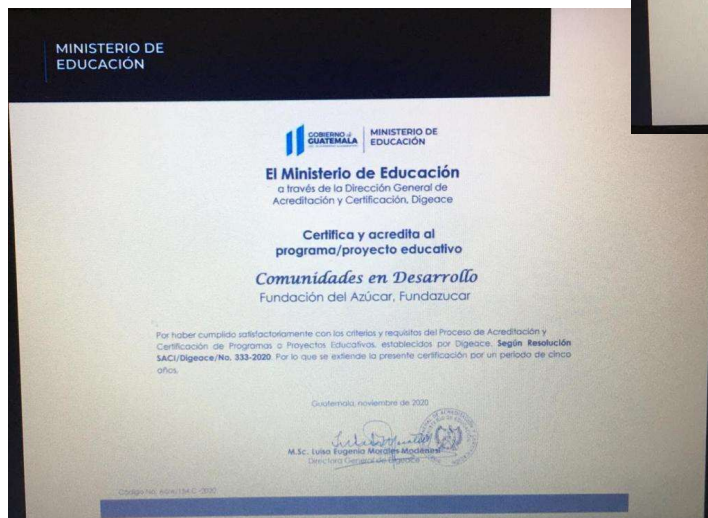 MINISTERIO DE
EDUCACIÓN
GOBIERNO de
GUATEMALA
MINISTERIO DE
EDUCACIÓN
El Ministerio de Educación
a través de la Dirección General de
Acreditación y Certificación, Digeace
Certifica y acredita al
programa/proyecto educativo
Comunidades en Desarrollo
Fundación del Azúcar, Fundazucar
Por haber cumplido satisfactoriamente con los criterios y requisitos del Proceso de Acreditación y
Certificación de Programas o Proyectos Educativos, establecidos por Digeace. Según Resolución
SACI/Digeace/No. 333-2020. Por lo que se extiende la presente certificación por un período de cinco
años.
Guatemala, noviembre de 2020
M.Sc. Luisa Eugenia Morales
Directora General de Digeace
Código No.